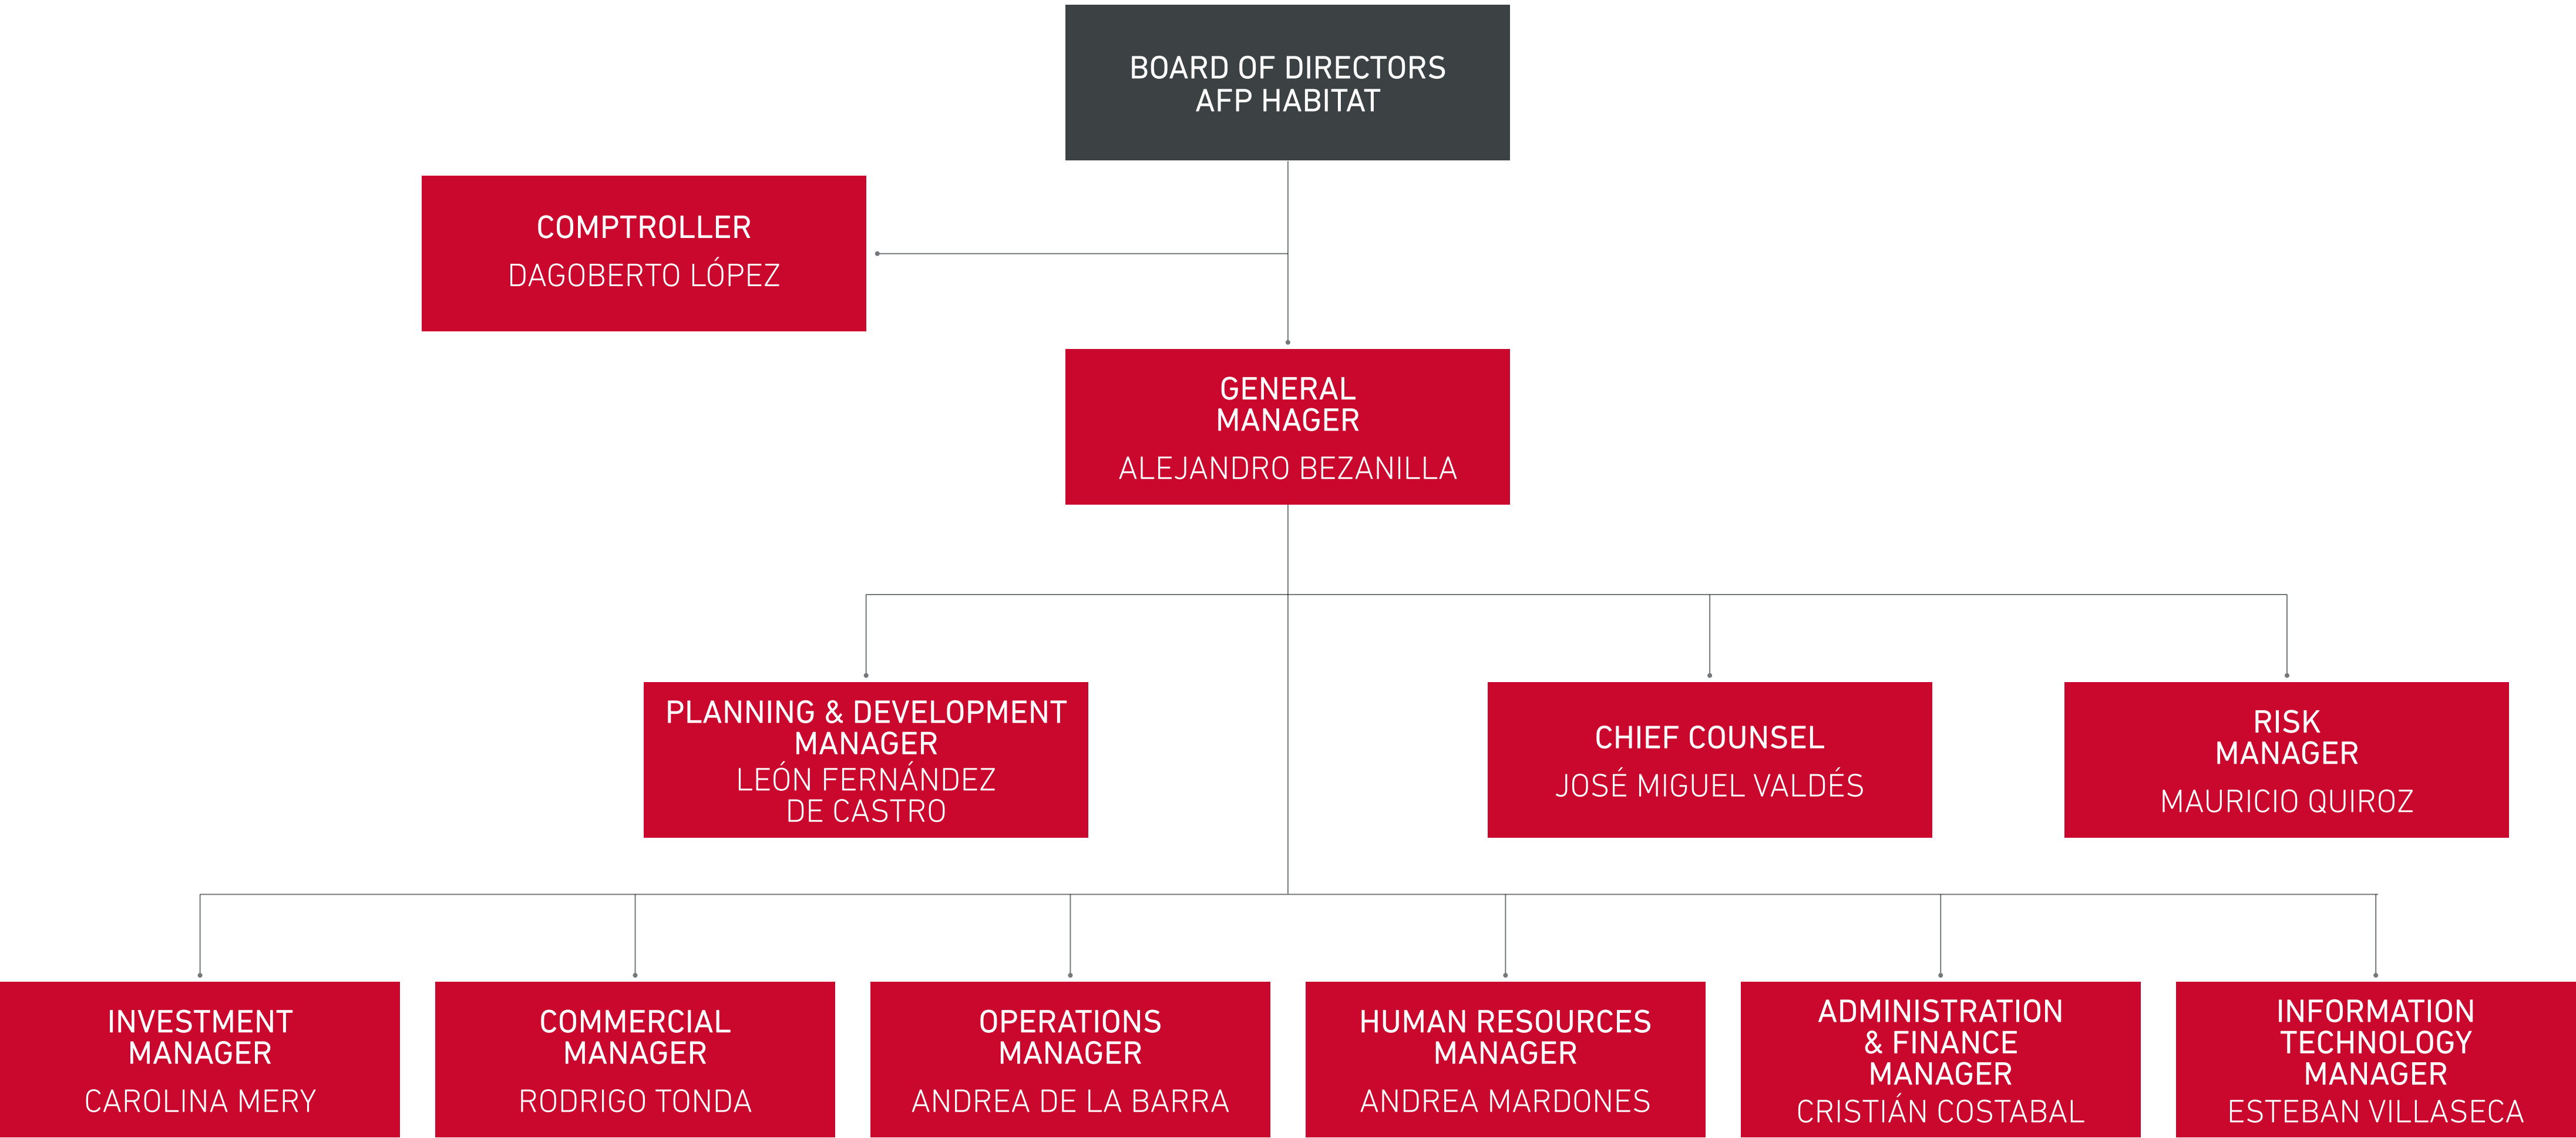 BOARD OF DIRECTORS
AFP HABITAT
COMPTROLLER
DAGOBERTO LÓPEZ
GENERAL
MANAGER
ALEJANDRO BEZANILLA
PLANNING & DEVELOPMENT
MANAGER
LEÓN FERNÁNDEZ
DE CASTRO
CHIEF COUNSEL
JOSÉ MIGUEL VALDÉS
RISK
MANAGER
MAURICIO QUIROZ
INVESTMENT
MANAGER
CAROLINA MERY
COMMERCIAL
MANAGER
RODRIGO TONDA
OPERATIONS
MANAGER
ANDREA DE LA BARRA
HUMAN RESOURCES
MANAGER
ANDREA MARDONES
ADMINISTRATION
& FINANCE
MANAGER
CRISTIÁN COSTABAL
INFORMATION
TECHNOLOGY
MANAGER
ESTEBAN VILLASECA